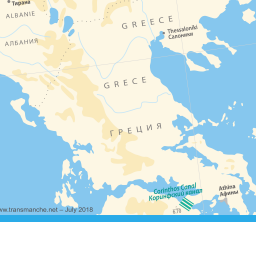 Тирана
ALBANIE
АЛБАНИЯ
GREECE
Thessaloniki
Салоники
GRECE
ГРЕЦИЯ
Corinthos Canal
Коринфский канал
Athina
Афины
E70
www.transmanche.net -- July 2018